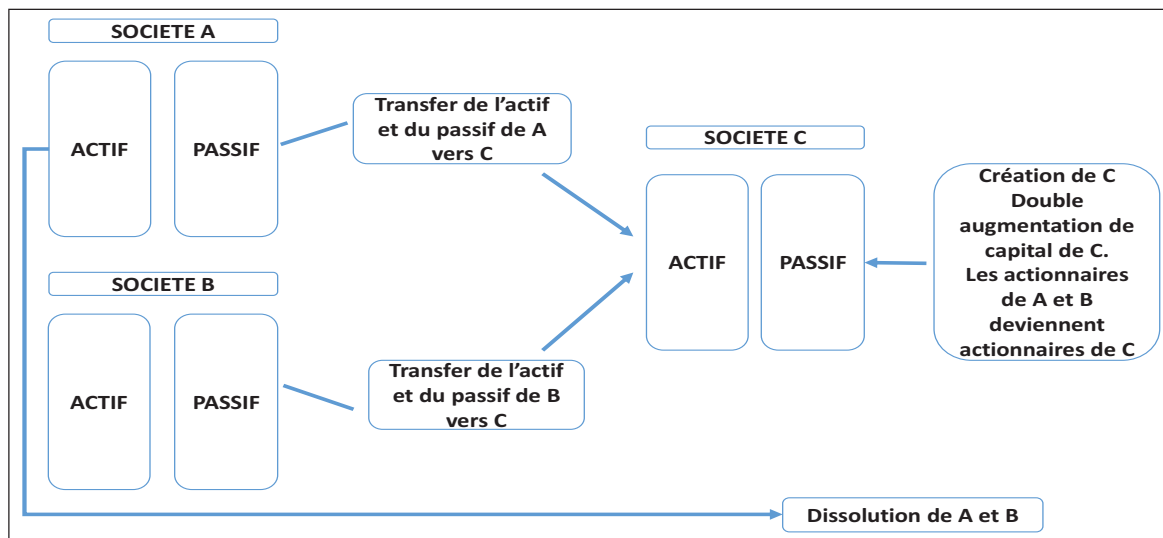 SOCIETE A
ACTIF
PASSIF
Transfer de l’actif
et du passif de A
vers C
SOCIETE B
ACTIF
PASSIF
Transfer de l’actif
et du passif de B
vers C
SOCIETE C
ACTIF
PASSIF
Création de C
Double
augmentation de
capital de C.
Les actionnaires
de A et B
deviennent
actionnaires de C
Dissolution de A et B